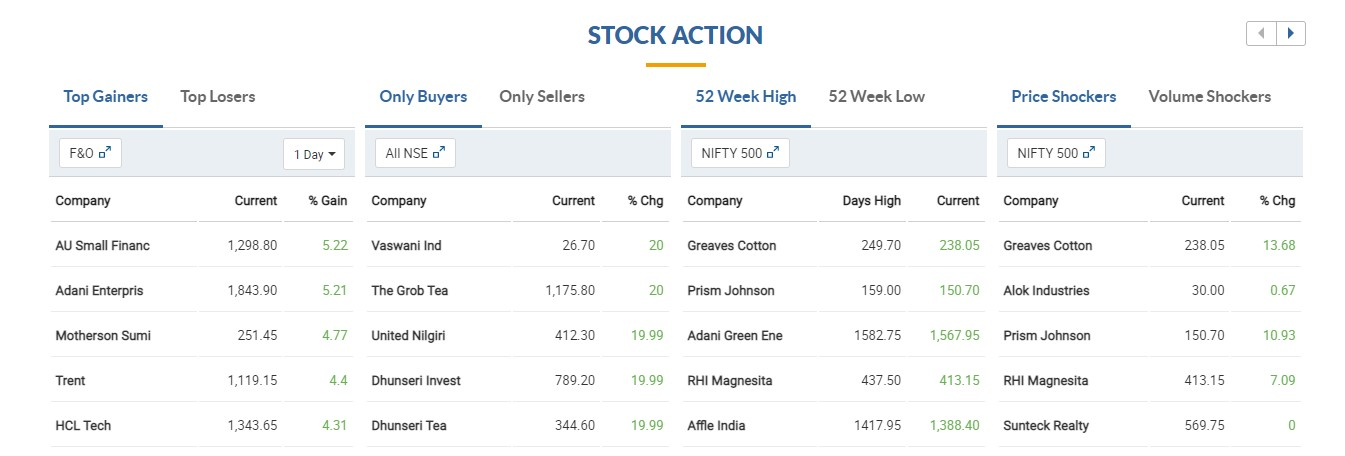 STOCK ACTION
Top Gainers Top Losers Only Buyers Only Sellers 52 Week High 52 Week Low Price Shockers Volume Shockers
F&O 1 Day All NSE NIFTY 500 NIFTY 500
Company Current % Gain Company Current % Chg Company Days High Current Company Current % Chg
AU Small Financ 1,298.80 5.22 Vaswani Ind 26.70 20 Greaves Cotton 249.70 238.05 Greaves Cotton 238.05 13.68
Adani Enterpris 1,843.90 5.21 The Grob Tea 1,175.80 20 Prism Johnson 159.00 150.70 Alok Industries 30.00 0.67
Motherson Sumi 251.45 4.77 United Nilgiri 412.30 19.99 Adani Green Ene 1582.75 1,567.95 Prism Johnson 150.70 10.93
Trent 1,119.15 4.4 Dhunseri Invest 789.20 19.99 RHI Magnesita 437.50 413.15 RHI Magnesita 413.15 7.09
HCL Tech 1,343.65 4.31 Dhunseri Tea 344.60 19.99 Affle India 1417.95 1,388.40 Sunteck Realty 569.75 0